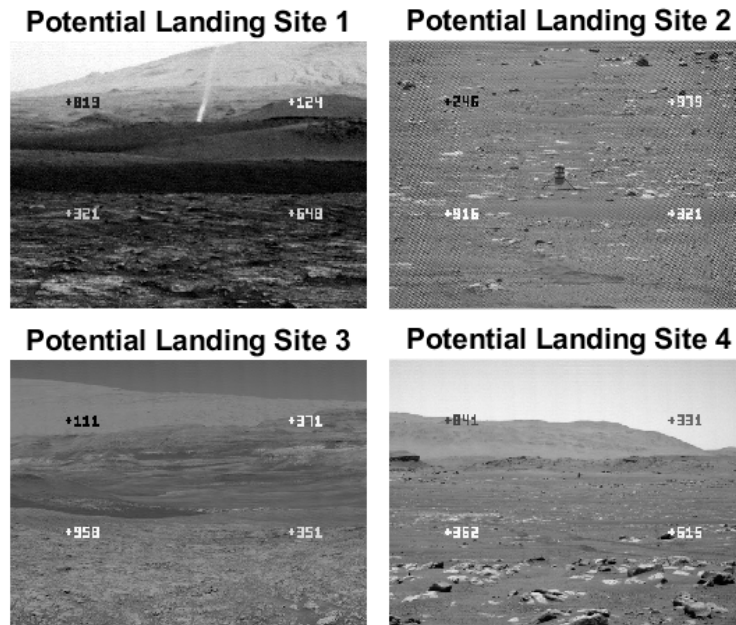 Potential Landing Site 1
+819 +124
+321 +648
Potential Landing Site 2
+246 +979
+916 +321
Potential Landing Site 3
+111 +371
+958 +351
Potential Landing Site 4
+841 +331
+362 +615